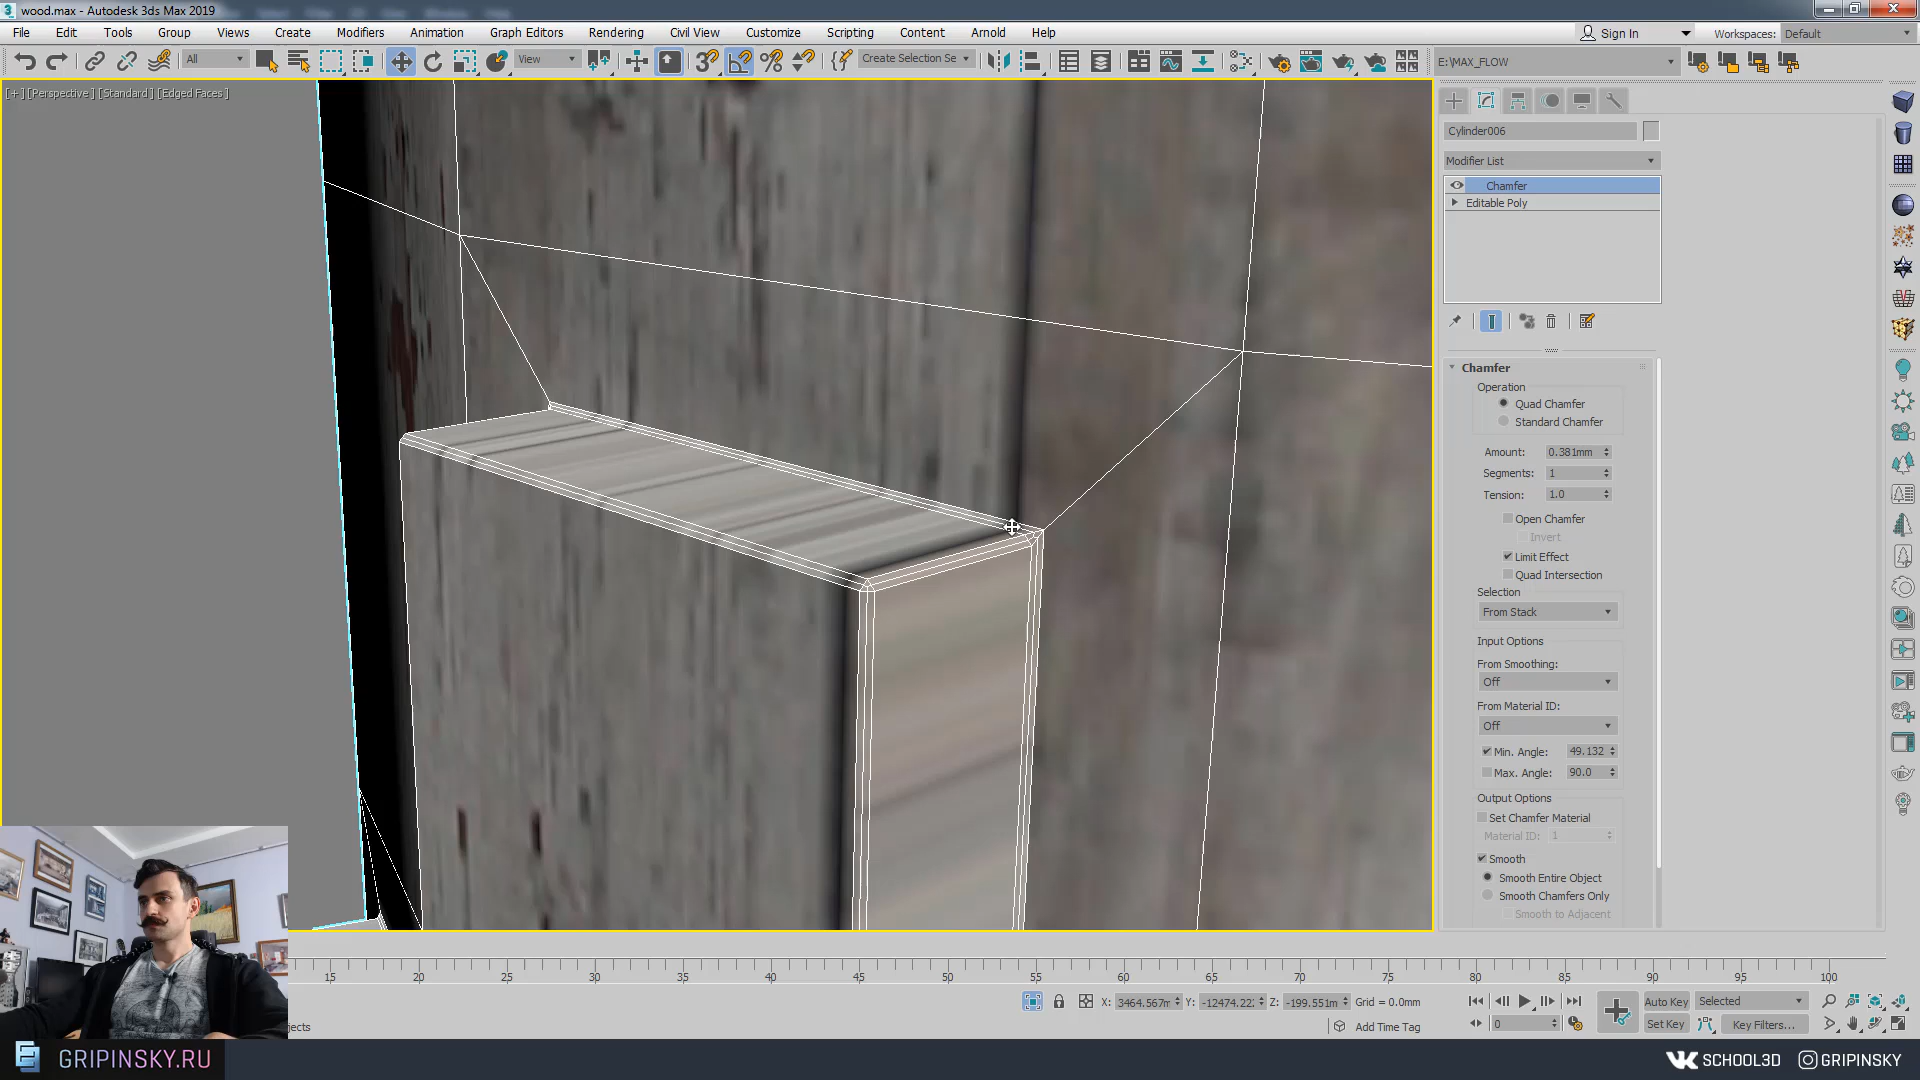 wood.max - Autodesk 3ds Max 2019
File Edit Tools Group Views Create Modifiers Animation Graph Editors Rendering Civil View Customize Scripting Content Arnold Help
Sign In Workspaces: Default
All View Create Selection Se E:\MAX_FLOW
[+] [Perspective] [Standard] [Edged Faces]
Cylinder006
Modifier List
Chamfer
Editable Poly
Chamfer
Operation
Quad Chamfer
Standard Chamfer
Amount: 0.381mm
Segments: 1
Tension: 1.0
Open Chamfer
Invert
Limit Effect
Quad Intersection
Selection
From Stack
Input Options
From Smoothing:
Off
From Material ID:
Off
Min. Angle: 49.132
Max. Angle: 90.0
Output Options
Set Chamfer Material
Material ID: 1
Smooth
Smooth Entire Object
Smooth Chamfers Only
Smooth to Adjacent
15 20 25 30 35 40 45 50 55 60 65 70 75 80 85 90 95 100
X: 3464.567m Y: -12474.22 Z: -199.551m Grid = 0.0mm
Auto Key Selected
jects Add Time Tag 0 Set Key Key Filters...
GRIPINSKY.RU SCHOOL3D GRIPINSKY